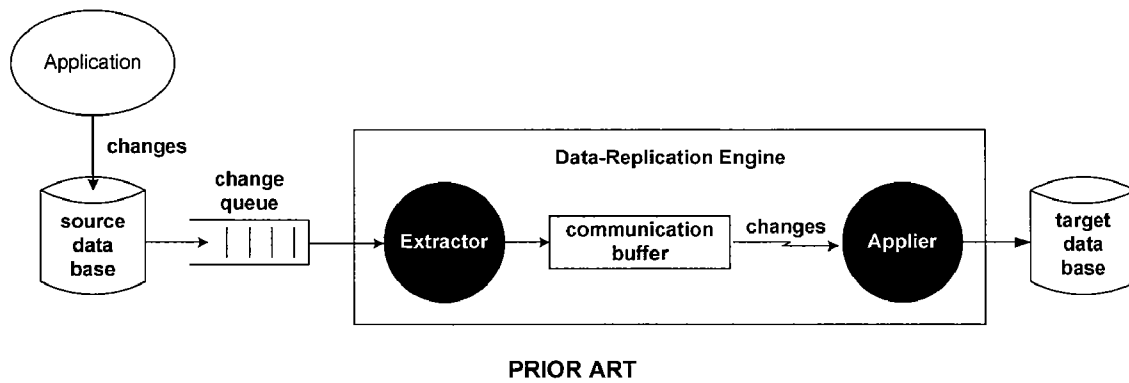 Application
changes
source
data
base
change
queue
Data-Replication Engine
Extractor
communication
buffer
changes
Applier
target
data
base
PRIOR ART